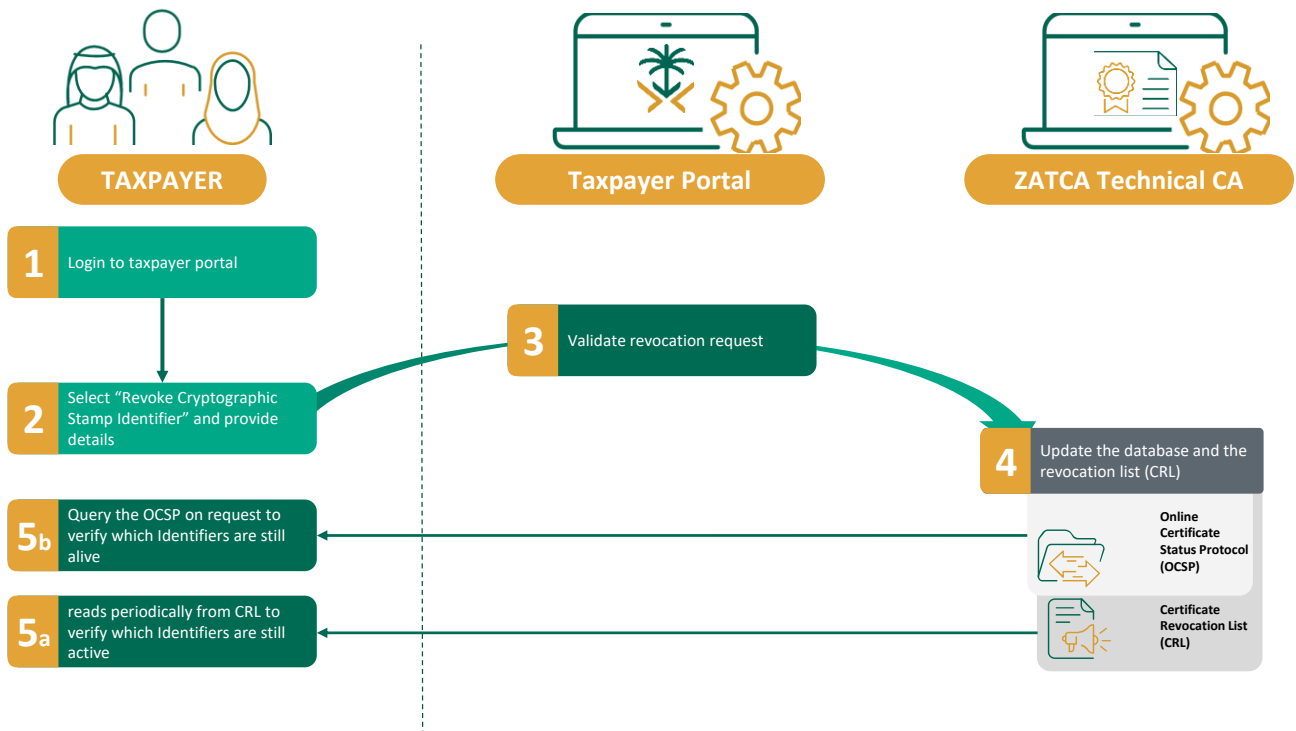 TAXPAYER
Taxpayer Portal
ZATCA Technical CA
1
Login to taxpayer portal
3
Validate revocation request
2
Select “Revoke Cryptographic
Stamp Identifier” and provide
details
4
Update the database and the
revocation list (CRL)
5b
Query the OCSP on request to
verify which Identifiers are still
alive
Online
Certificate
Status Protocol
(OCSP)
5a
reads periodically from CRL to
verify which Identifiers are still
active
Certificate
Revocation List
(CRL)